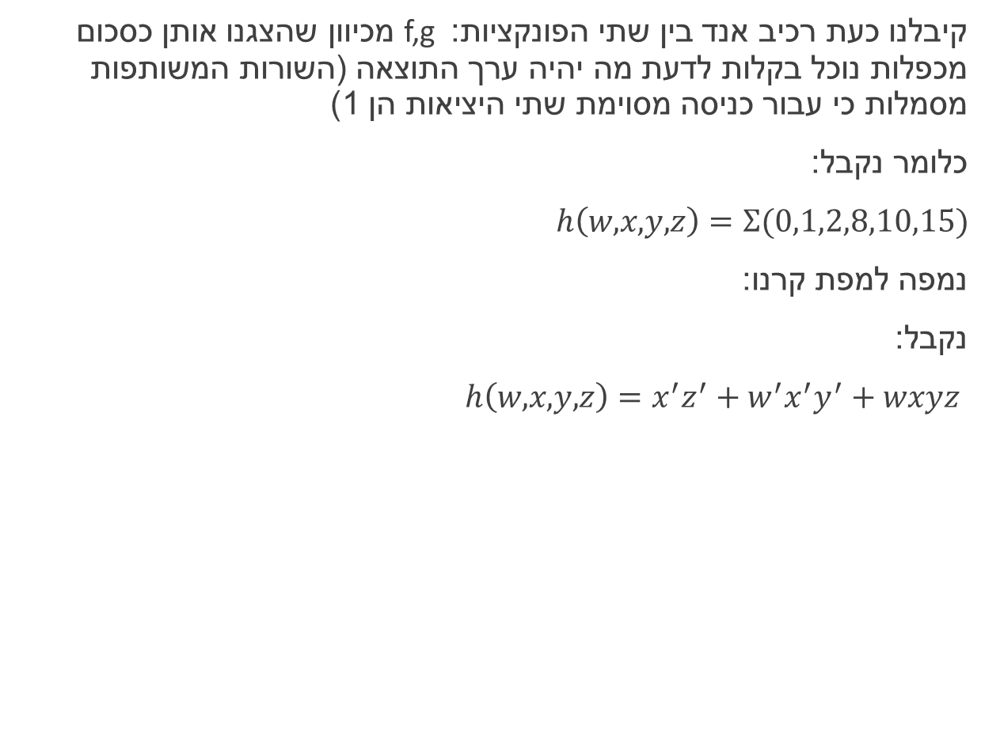 קיבלנו כעת רכיב אנד בין שתי הפונקציות: f,g מכיוון שהצגנו אותן כסכום
מכפלות נוכל בקלות לדעת מה יהיה ערך התוצאה (השורות המשותפות
מסמלות כי עבור כניסה מסוימת שתי היציאות הן 1)
כלומר נקבל:
h(w,x,y,z) = Σ(0,1,2,8,10,15)
נמפה למפת קרנו:
נקבל:
h(w,x,y,z) = x′z′ + w′x′y′ + wxyz